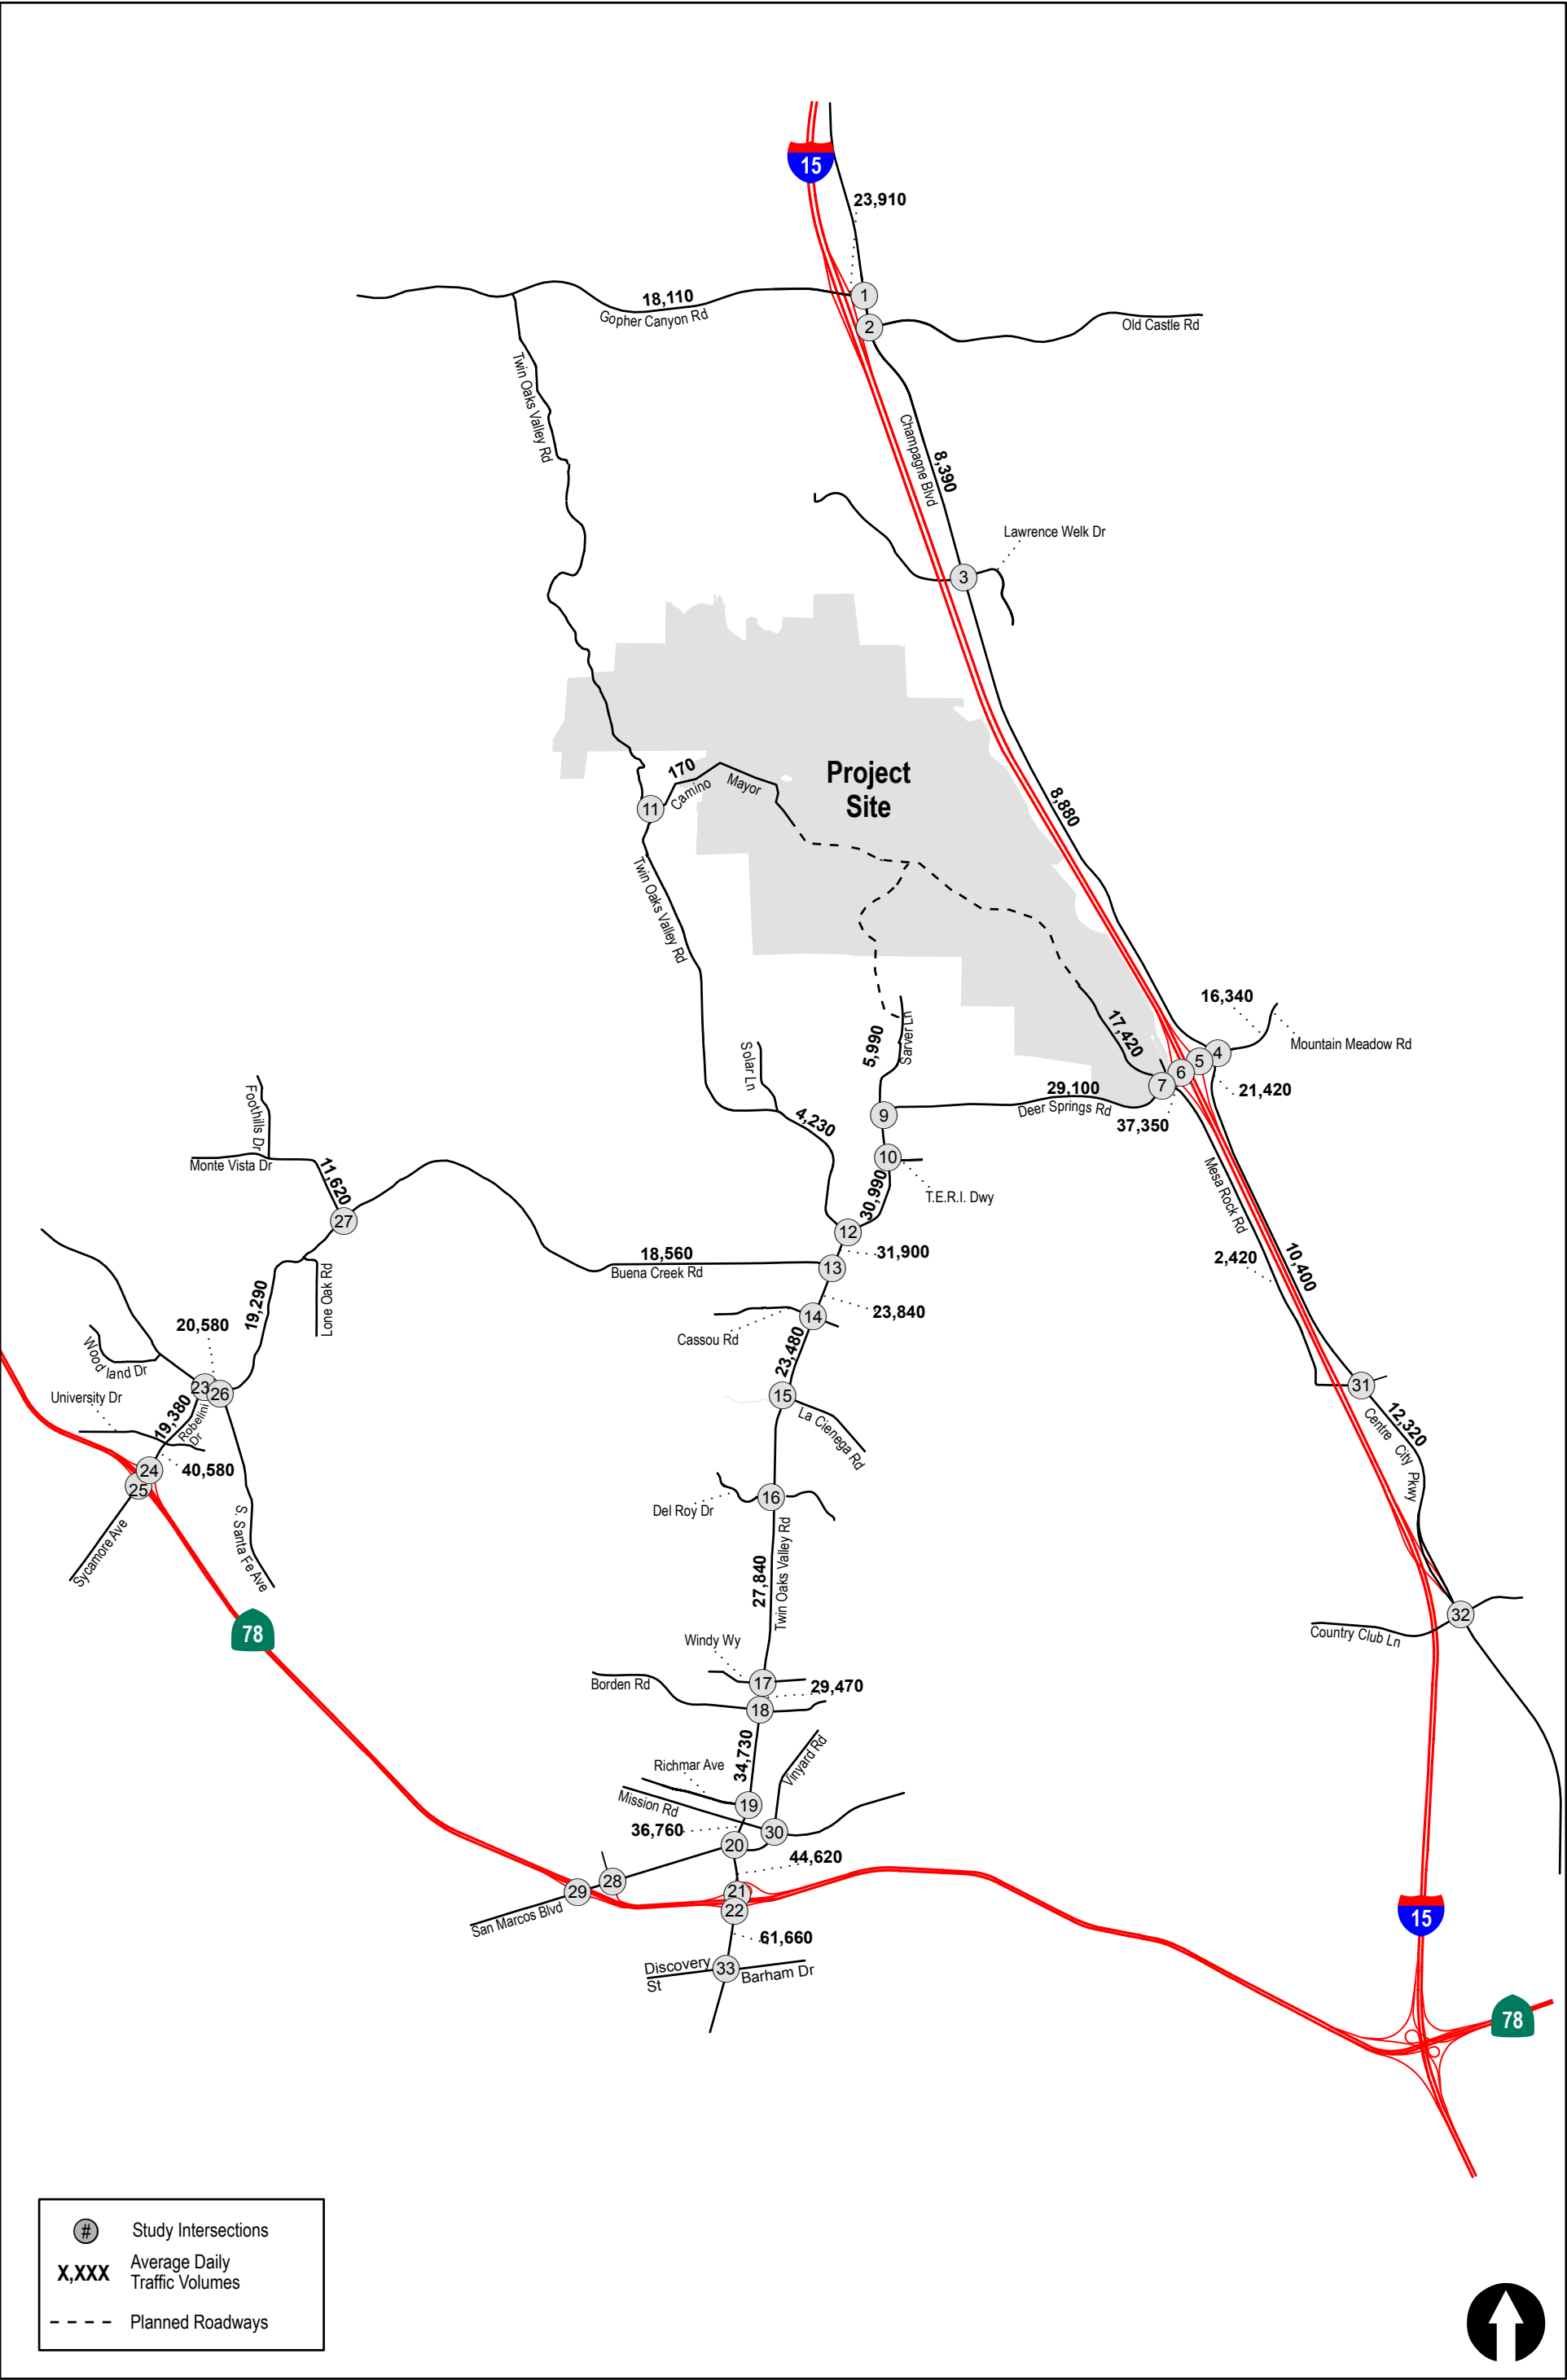 15
23,910
1
18,110
Gopher Canyon Rd
2
Old Castle Rd
Twin Oaks Valley Rd
Champagne Blvd
8,390
Lawrence Welk Dr
3
Project
Site
170
Camino
Mayor
11
8,880
Twin Oaks Valley Rd
16,340
Mountain Meadow Rd
17,420
4
5
6
7
21,420
5,990
Sarver Ln
Solar Ln
29,100
Deer Springs Rd
37,350
9
4,230
Foothills Dr
Monte Vista Dr
11,620
10
T.E.R.I. Dwy
30,990
Mesa Rock Rd
27
12
31,900
18,560
Buena Creek Rd
13
2,420
10,400
Lone Oak Rd
19,290
20,580
23,840
14
Cassou Rd
23,480
Wood land Dr
University Dr
23
26
19,380
Robelini
Dr
15
La Cienega Rd
31
12,320
Centre City Pkwy
24
40,580
25
Del Roy Dr
16
Sycamore Ave
S. Santa Fe Ave
27,840
Twin Oaks Valley Rd
78
32
Country Club Ln
Windy Wy
17
Borden Rd
29,470
18
34,730
Vinyard Rd
Richmar Ave
Mission Rd
19
36,760
30
20
44,620
28
29
21
22
San Marcos Blvd
15
61,660
Discovery
St
33
Barham Dr
78
# Study Intersections
X,XXX Average Daily
Traffic Volumes
Planned Roadways